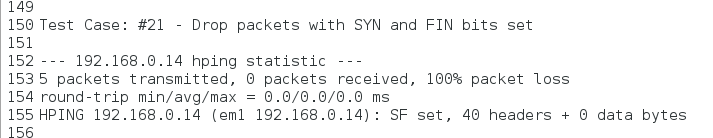 149
150 Test Case: #21 - Drop packets with SYN and FIN bits set
151
152 --- 192.168.0.14 hping statistic ---
153 5 packets transmitted, 0 packets received, 100% packet loss
154 round-trip min/avg/max = 0.0/0.0/0.0 ms
155 HPING 192.168.0.14 (em1 192.168.0.14): SF set, 40 headers + 0 data bytes
156